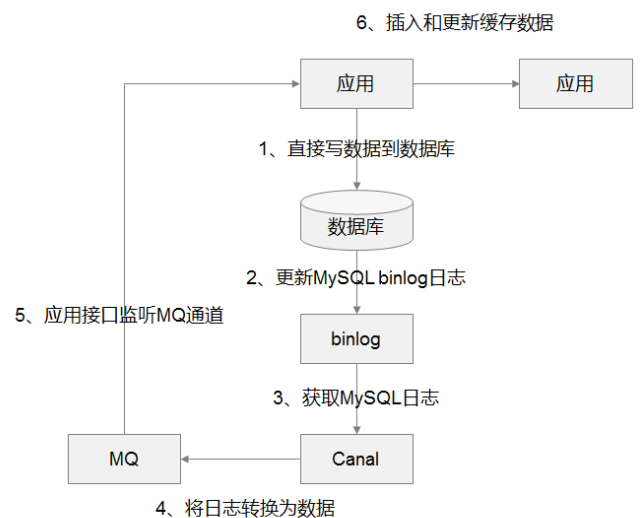 6、插入和更新缓存数据
应用
应用
1、直接写数据到数据库
数据库
2、更新MySQL binlog日志
5、应用接口监听MQ通道
binlog
3、获取MySQL日志
MQ
Canal
4、将日志转换为数据